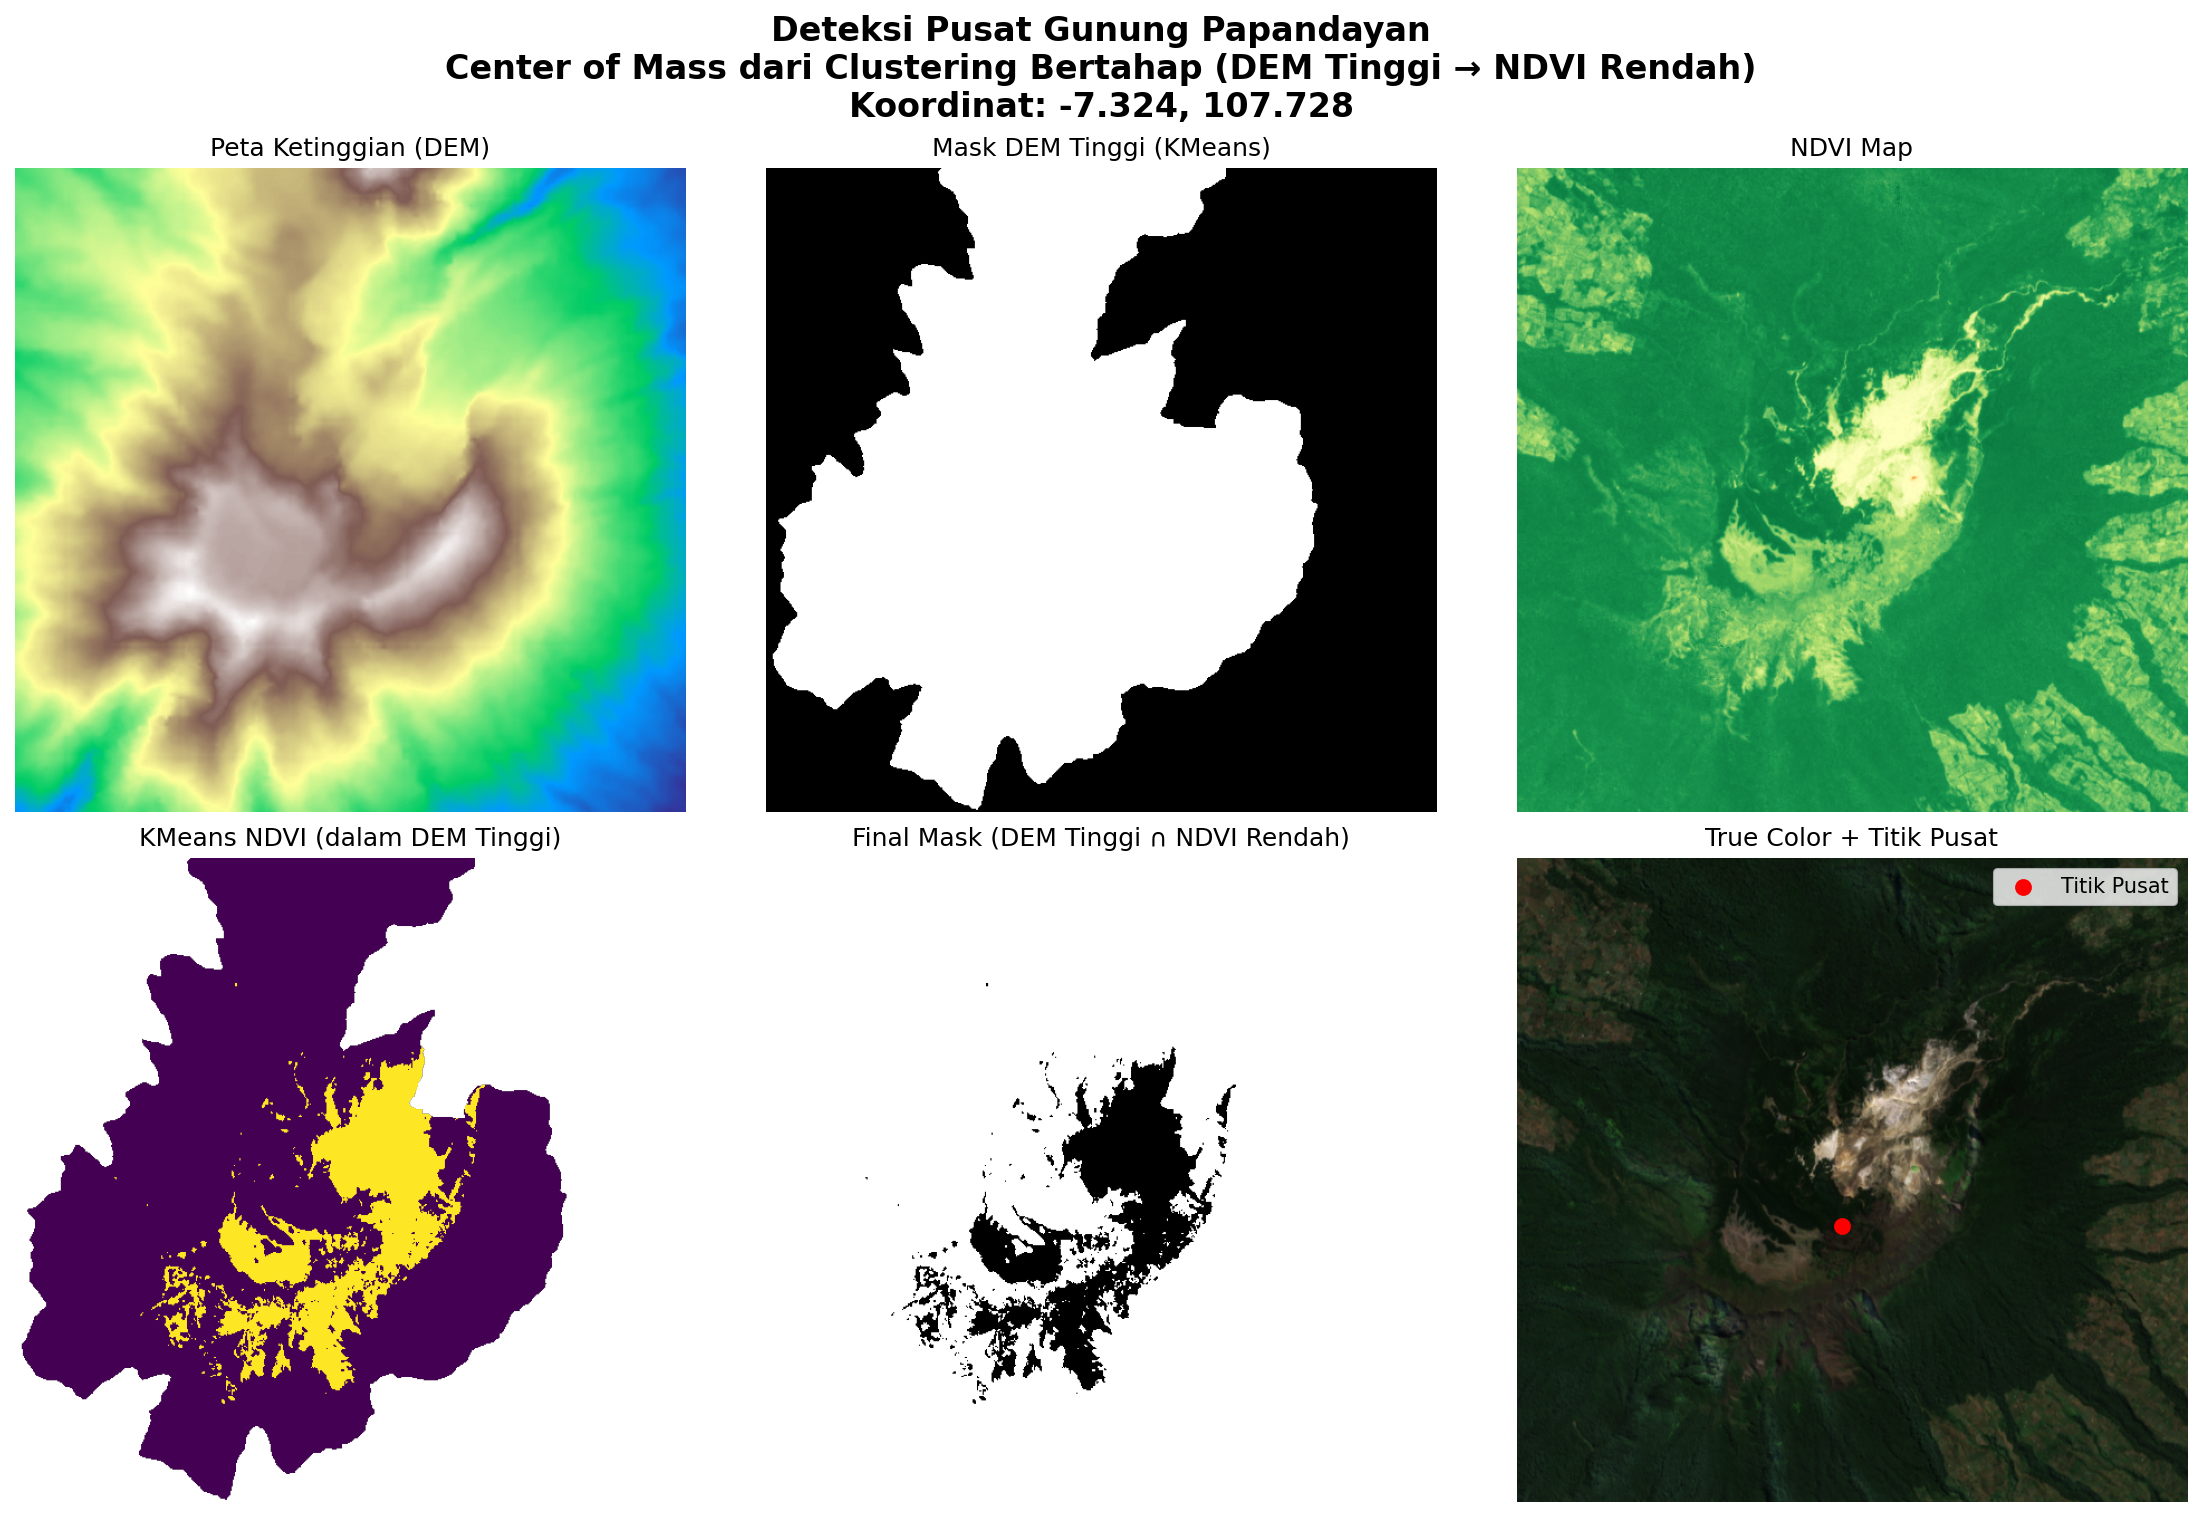 Deteksi Pusat Gunung Papandayan
Center of Mass dari Clustering Bertahap (DEM Tinggi → NDVI Rendah)
Koordinat: -7.324, 107.728
Peta Ketinggian (DEM)
Mask DEM Tinggi (KMeans)
NDVI Map
KMeans NDVI (dalam DEM Tinggi)
Final Mask (DEM Tinggi ∩ NDVI Rendah)
True Color + Titik Pusat
Titik Pusat